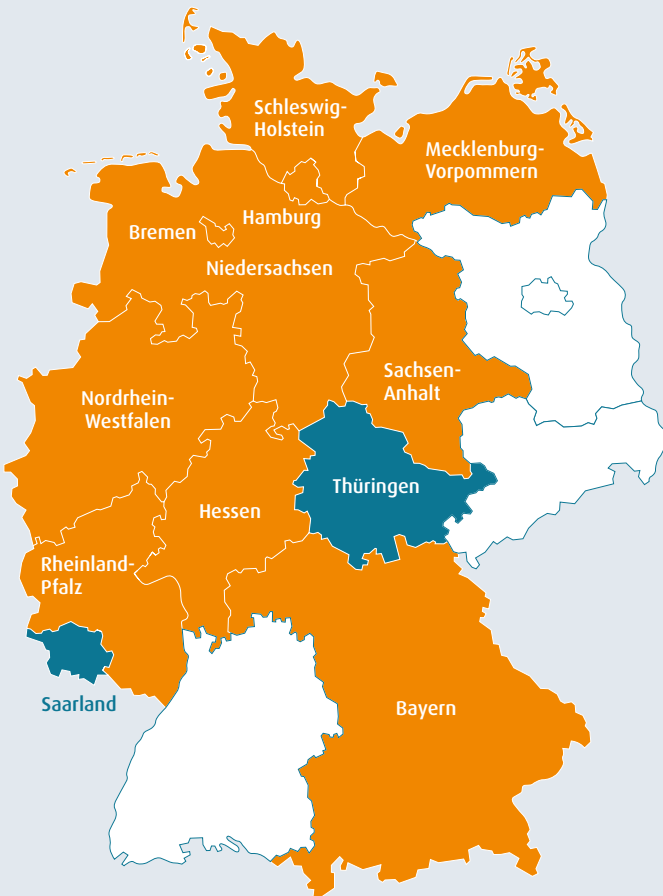 Schleswig-
Holstein
Mecklenburg-
Vorpommern
Hamburg
Bremen
Niedersachsen
Sachsen-
Anhalt
Nordrhein-
Westfalen
Thüringen
Hessen
Rheinland-
Pfalz
Saarland
Bayern